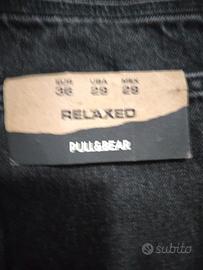 EUR USA MEX
36 29 29
RELAXED
PULL&BEAR
subito